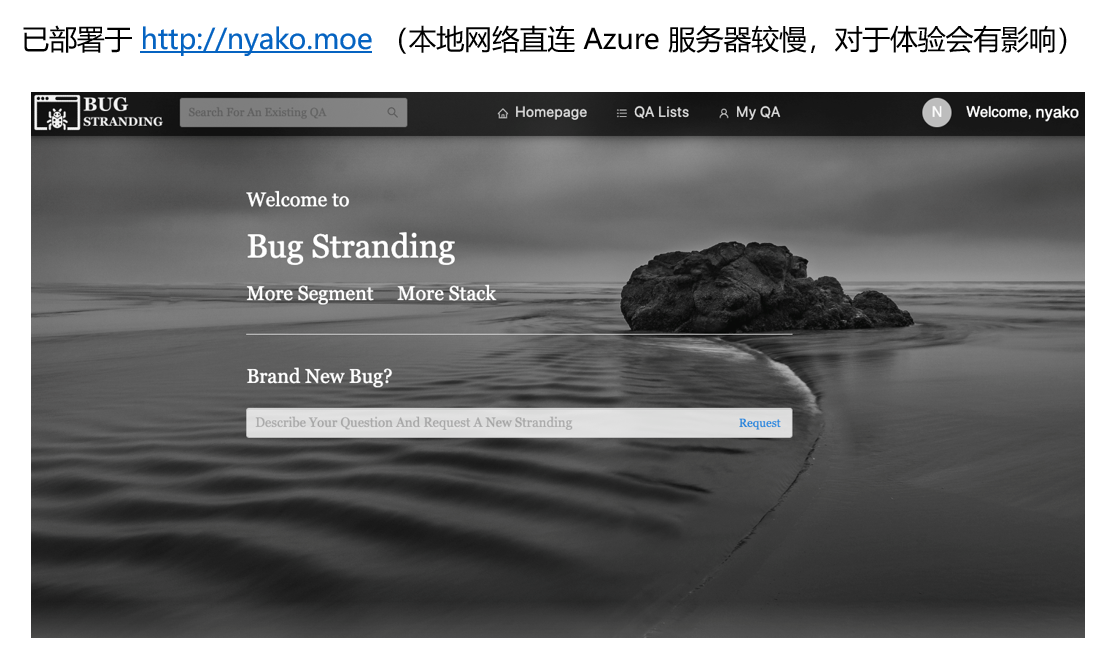 已部署于 http://nyako.moe （本地网络直连 Azure 服务器较慢，对于体验会有影响）
BUG
STRANDING
Search For An Existing QA
Homepage
QA Lists
My QA
N
Welcome, nyako
Welcome to
Bug Stranding
More Segment More Stack
Brand New Bug?
Describe Your Question And Request A New Stranding
Request